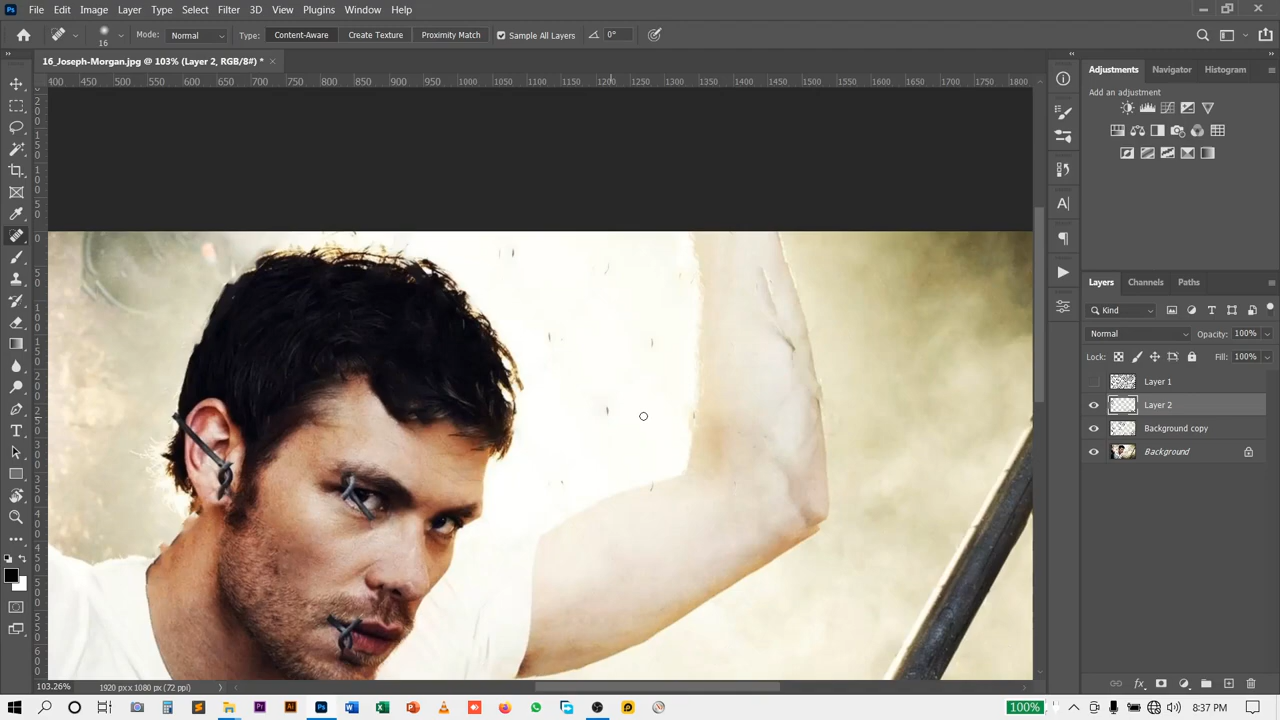 File Edit Image Layer Type Select Filter 3D View Plugins Window Help
16 Mode: Normal Type: Content-Aware Create Texture Proximity Match Sample All Layers 0°
16_Joseph-Morgan.jpg @ 103% (Layer 2, RGB/8#) *
400 450 500 550 600 650 700 750 800 850 900 950 1000 1050 1100 1150 1200 1250 1300 1350 1400 1450 1500 1550 1600 1650 1700 1750 1800
Adjustments Navigator Histogram
Add an adjustment
Layers Channels Paths
Kind
Normal Opacity: 100%
Lock: Fill: 100%
Layer 1
Layer 2
Background copy
Background
103.26% 1920 px x 1080 px (72 ppi)
100% 8:37 PM